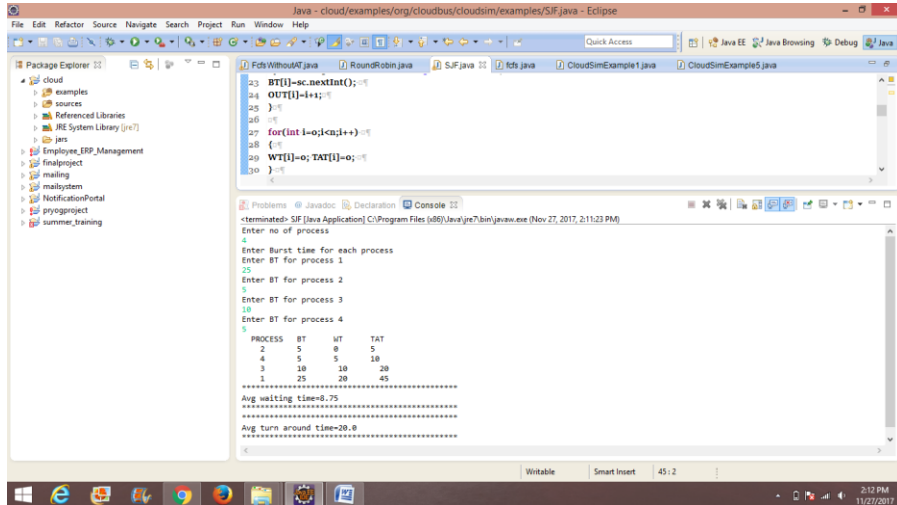 Java - cloud/examples/org/cloudbus/cloudsim/examples/SJF.java - Eclipse
File Edit Refactor Source Navigate Search Project Run Window Help
Quick Access
Java EE Java Browsing Debug Java
Package Explorer
cloud
examples
sources
Referenced Libraries
JRE System Library [jre7]
jars
Employee_ERP_Management
finalproject
mailing
mailsystem
NotificationPortal
pryogproject
summer_training
FcfsWithoutAT.java RoundRobin.java SJF.java fcfs.java CloudSimExample1.java CloudSimExample5.java
23 BT[i]=sc.nextInt();
24 OUT[i]=i+1;
25 }
26
27 for(int i=0;i<n;i++)
28 {
29 WT[i]=0; TAT[i]=0;
30 }
Problems @ Javadoc Declaration Console
<terminated> SJF [Java Application] C:\Program Files (x86)\Java\jre7\bin\javaw.exe (Nov 27, 2017, 2:11:23 PM)
Enter no of process
4
Enter Burst time for each process
Enter BT for process 1
25
Enter BT for process 2
5
Enter BT for process 3
10
Enter BT for process 4
5
PROCESS BT WT TAT
2 5 0 5
4 5 5 10
3 10 10 20
1 25 20 45
************************************************
Avg waiting time=8.75
************************************************
************************************************
Avg turn around time=20.0
************************************************
Writable Smart Insert 45 : 2
2:12 PM
11/27/2017